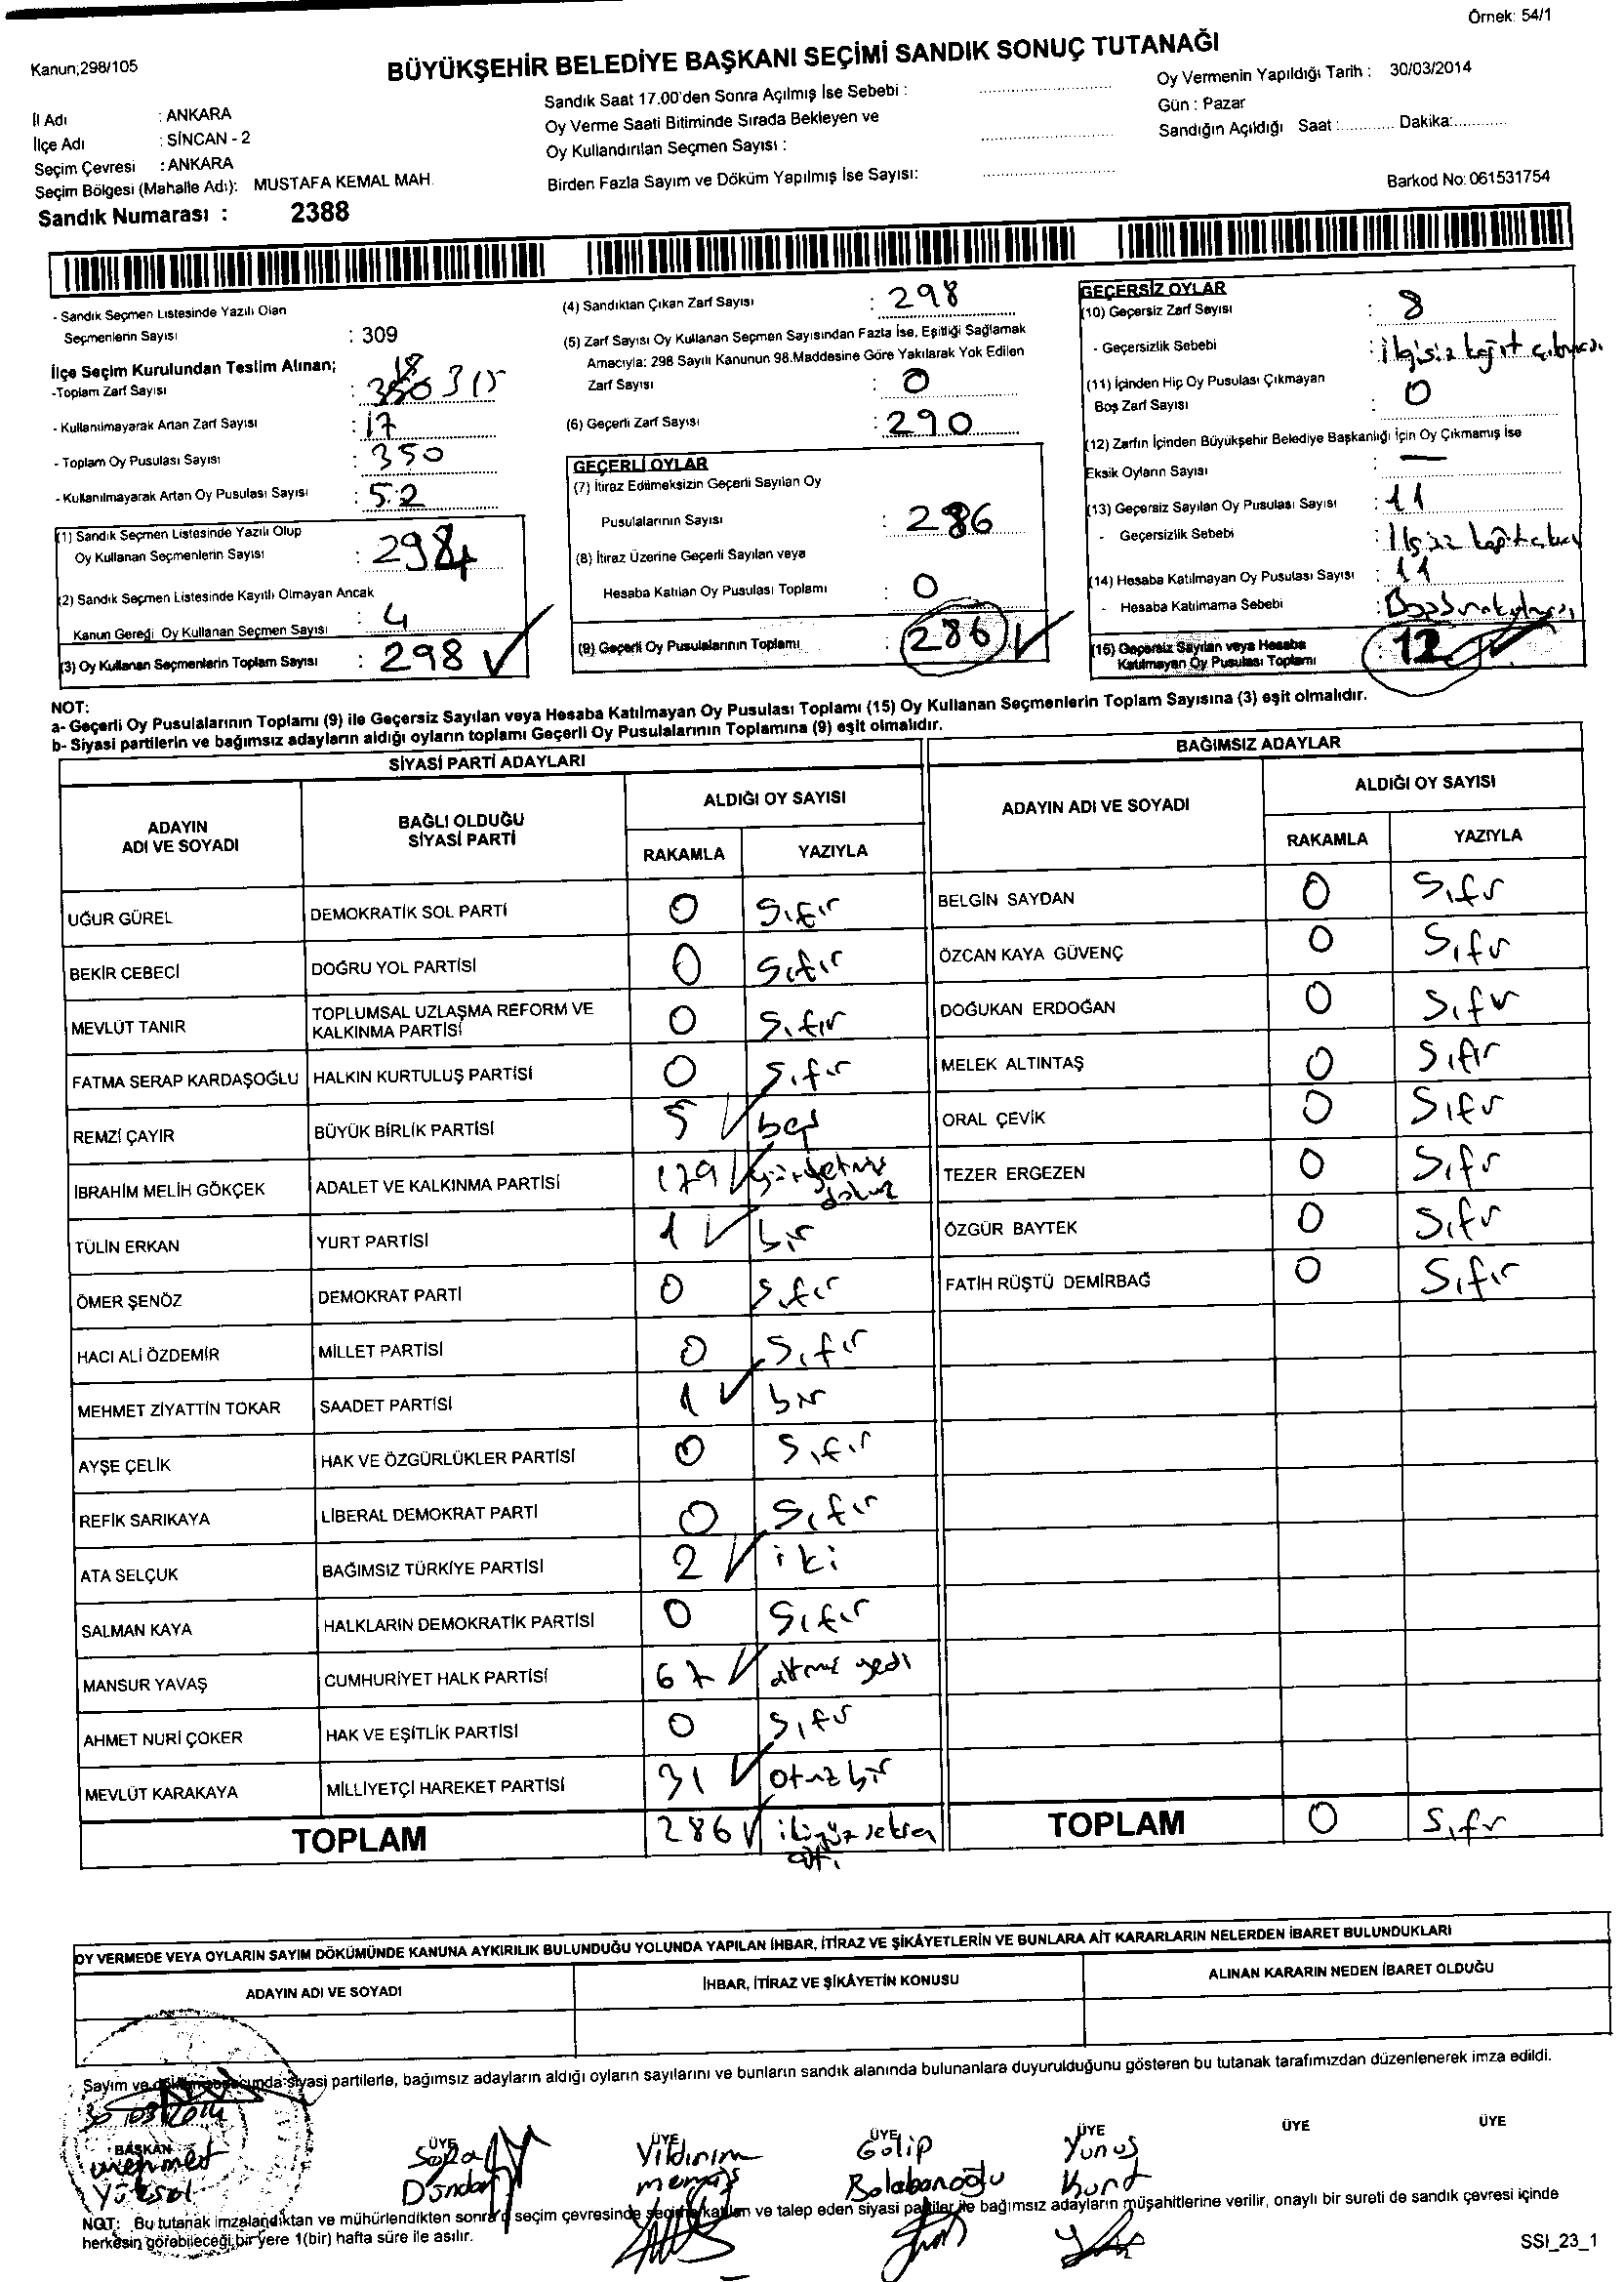 Örnek: 54/1
Kanun;298/105
BÜYÜKŞEHİR BELEDİYE BAŞKANI SEÇİMİ SANDIK SONUÇ TUTANAĞI
İl Adı : ANKARA
İlçe Adı : SİNCAN - 2
Seçim Çevresi : ANKARA
Seçim Bölgesi (Mahalle Adı): MUSTAFA KEMAL MAH.
Sandık Numarası : 2388
Sandık Saat 17.00'den Sonra Açılmış İse Sebebi :
Oy Verme Saati Bitiminde Sırada Bekleyen ve
Oy Kullandırılan Seçmen Sayısı :
Birden Fazla Sayım ve Döküm Yapılmış İse Sayısı:
Oy Vermenin Yapıldığı Tarih : 30/03/2014
Gün : Pazar
Sandığın Açıldığı Saat :............ Dakika:............
Barkod No: 061531754
- Sandık Seçmen Listesinde Yazılı Olan
Seçmenlerin Sayısı : 309
İlçe Seçim Kurulundan Teslim Alınan;
-Toplam Zarf Sayısı : 315
- Kullanılmayarak Artan Zarf Sayısı : 17
- Toplam Oy Pusulası Sayısı : 350
- Kullanılmayarak Artan Oy Pusulası Sayısı : 52
(1) Sandık Seçmen Listesinde Yazılı Olup
Oy Kullanan Seçmenlerin Sayısı : 294
(2) Sandık Seçmen Listesinde Kayıtlı Olmayan Ancak
Kanun Gereği Oy Kullanan Seçmen Sayısı : 4
(3) Oy Kullanan Seçmenlerin Toplam Sayısı : 298
(4) Sandıktan Çıkan Zarf Sayısı : 298
(5) Zarf Sayısı Oy Kullanan Seçmen Sayısından Fazla İse, Eşitliği Sağlamak
Amacıyla: 298 Sayılı Kanunun 98.Maddesine Göre Yakılarak Yok Edilen
Zarf Sayısı : 0
(6) Geçerli Zarf Sayısı : 290
GEÇERLİ OYLAR
(7) İtiraz Edilmeksizin Geçerli Sayılan Oy
Pusulalarının Sayısı : 286
(8) İtiraz Üzerine Geçerli Sayılan veya
Hesaba Katılan Oy Pusulası Toplamı : 0
(9) Geçerli Oy Pusulalarının Toplamı : 286
GEÇERSİZ OYLAR
(10) Geçersiz Zarf Sayısı : 8
- Geçersizlik Sebebi : ilgisiz kağıt çıkması
(11) İçinden Hiç Oy Pusulası Çıkmayan
Boş Zarf Sayısı : 0
(12) Zarfın İçinden Büyükşehir Belediye Başkanlığı İçin Oy Çıkmamış İse
Eksik Oyların Sayısı : —
(13) Geçersiz Sayılan Oy Pusulası Sayısı : 11
- Geçersizlik Sebebi : ilgisiz kağıt
(14) Hesaba Katılmayan Oy Pusulası Sayısı : 11
- Hesaba Katılmama Sebebi :
(15) Geçersiz Sayılan veya Hesaba
Katılmayan Oy Pusulası Toplamı : 12
NOT:
a- Geçerli Oy Pusulalarının Toplamı (9) ile Geçersiz Sayılan veya Hesaba Katılmayan Oy Pusulası Toplamı (15) Oy Kullanan Seçmenlerin Toplam Sayısına (3) eşit olmalıdır.
b- Siyasi partilerin ve bağımsız adayların aldığı oyların toplamı Geçerli Oy Pusulalarının Toplamına (9) eşit olmalıdır.
SİYASİ PARTİ ADAYLARI
ADAYIN ADI VE SOYADI BAĞLI OLDUĞU SİYASİ PARTİ ALDIĞI OY SAYISI
RAKAMLA YAZIYLA
UĞUR GÜREL DEMOKRATİK SOL PARTİ 0 Sıfır
BEKİR CEBECİ DOĞRU YOL PARTİSİ 0 Sıfır
MEVLÜT TANIR TOPLUMSAL UZLAŞMA REFORM VE KALKINMA PARTİSİ 0 Sıfır
FATMA SERAP KARDAŞOĞLU HALKIN KURTULUŞ PARTİSİ 0 Sıfır
REMZİ ÇAYIR BÜYÜK BİRLİK PARTİSİ 5 beş
İBRAHİM MELİH GÖKÇEK ADALET VE KALKINMA PARTİSİ 179 yüzyetmiş dokuz
TÜLİN ERKAN YURT PARTİSİ 1 bir
ÖMER ŞENÖZ DEMOKRAT PARTİ 0 Sıfır
HACI ALİ ÖZDEMİR MİLLET PARTİSİ 0 Sıfır
MEHMET ZİYATTİN TOKAR SAADET PARTİSİ 1 bir
AYŞE ÇELİK HAK VE ÖZGÜRLÜKLER PARTİSİ 0 Sıfır
REFİK SARIKAYA LİBERAL DEMOKRAT PARTİ 0 Sıfır
ATA SELÇUK BAĞIMSIZ TÜRKİYE PARTİSİ 2 iki
SALMAN KAYA HALKLARIN DEMOKRATİK PARTİSİ 0 Sıfır
MANSUR YAVAŞ CUMHURİYET HALK PARTİSİ 67 altmış yedi
AHMET NURİ ÇOKER HAK VE EŞİTLİK PARTİSİ 0 Sıfır
MEVLÜT KARAKAYA MİLLİYETÇİ HAREKET PARTİSİ 31 Otuz bir
TOPLAM 286 ikiyüz seksen altı
BAĞIMSIZ ADAYLAR
ADAYIN ADI VE SOYADI ALDIĞI OY SAYISI
RAKAMLA YAZIYLA
BELGİN SAYDAN 0 Sıfır
ÖZCAN KAYA GÜVENÇ 0 Sıfır
DOĞUKAN ERDOĞAN 0 Sıfır
MELEK ALTINTAŞ 0 Sıfır
ORAL ÇEVİK 0 Sıfır
TEZER ERGEZEN 0 Sıfır
ÖZGÜR BAYTEK 0 Sıfır
FATİH RÜŞTÜ DEMİRBAĞ 0 Sıfır
TOPLAM 0 Sıfır
OY VERMEDE VEYA OYLARIN SAYIM DÖKÜMÜNDE KANUNA AYKIRILIK BULUNDUĞU YOLUNDA YAPILAN İHBAR, İTİRAZ VE ŞİKÂYETLERİN VE BUNLARA AİT KARARLARIN NELERDEN İBARET BULUNDUKLARI
ADAYIN ADI VE SOYADI İHBAR, İTİRAZ VE ŞİKÂYETİN KONUSU ALINAN KARARIN NEDEN İBARET OLDUĞU
Sayım ve siyasi partilerle, bağımsız adayların aldığı oyların sayılarını ve bunların sandık alanında bulunanlara duyurulduğunu gösteren bu tutanak tarafımızdan düzenlenerek imza edildi.
30/03/2014
BAŞKAN ÜYE ÜYE ÜYE ÜYE ÜYE ÜYE
Mehmet Yüksel
Dündar
Yıldırım
Galip Balabanoğlu
Yunus Kurt
NOT: Bu tutanak imzalandıktan ve mühürlendikten sonra o seçim çevresinde seçime katılan ve talep eden siyasi partiler ile bağımsız adayların müşahitlerine verilir, onaylı bir sureti de sandık çevresi içinde
herkesin görebileceği bir yere 1(bir) hafta süre ile asılır.
SSI_23_1